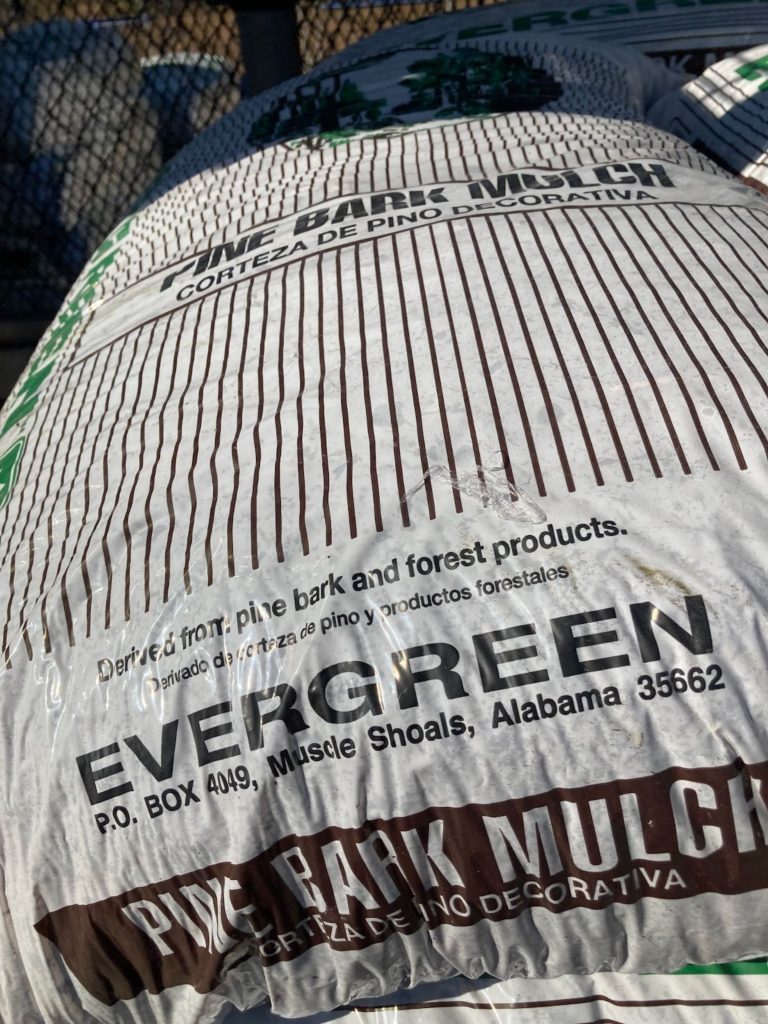 EVERGREEN
PINE BARK MULCH
CORTEZA DE PINO DECORATIVA
Derived from pine bark and forest products.
Derivado de corteza de pino y productos forestales
EVERGREEN
P.O. BOX 4049, Muscle Shoals, Alabama 35662
PINE BARK MULCH
CORTEZA DE PINO DECORATIVA